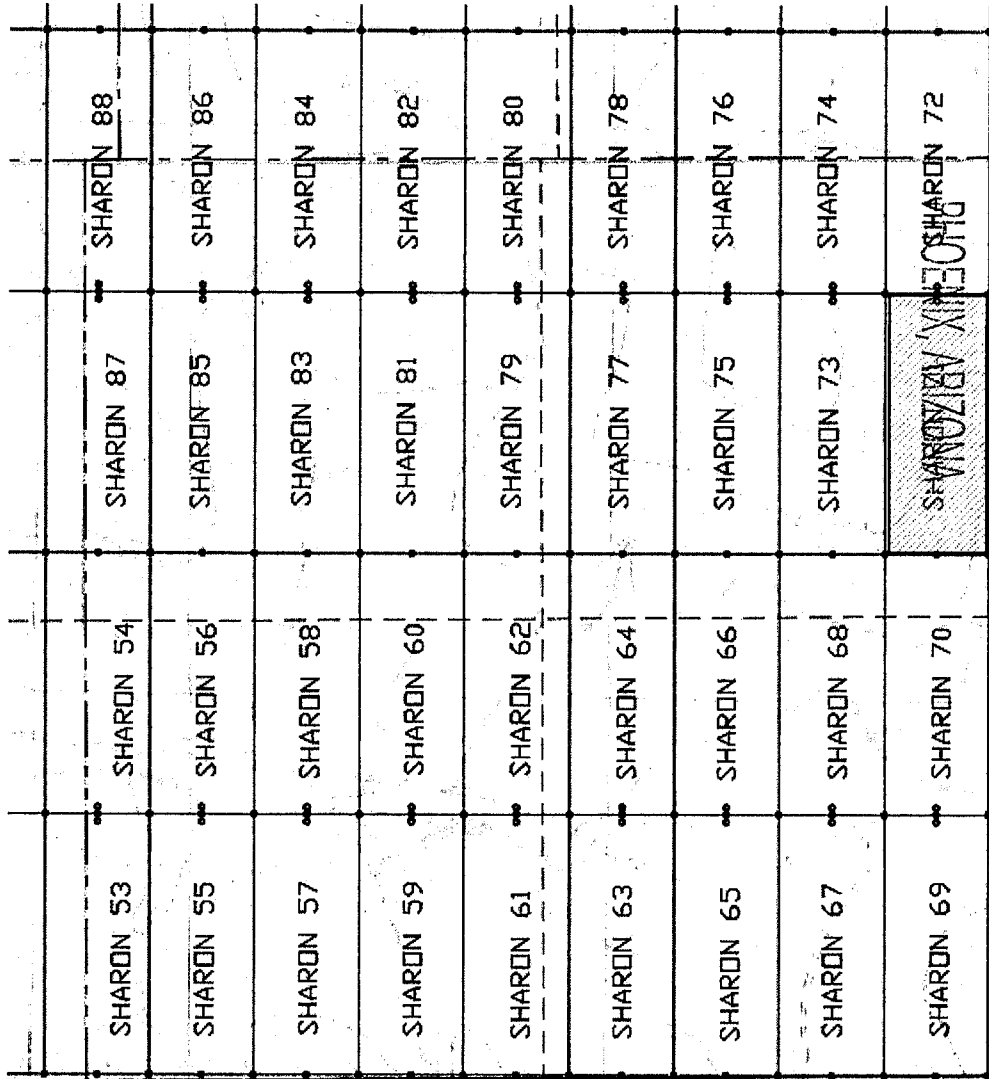 SHARON 88
SHARON 86
SHARON 84
SHARON 82
SHARON 80
SHARON 78
SHARON 76
SHARON 74
SHARON 72
SHARON 87
SHARON 85
SHARON 83
SHARON 81
SHARON 79
SHARON 77
SHARON 75
SHARON 73
SHARON
PHOENIX, ARIZONA
SHARON 54
SHARON 56
SHARON 58
SHARON 60
SHARON 62
SHARON 64
SHARON 66
SHARON 68
SHARON 70
SHARON 53
SHARON 55
SHARON 57
SHARON 59
SHARON 61
SHARON 63
SHARON 65
SHARON 67
SHARON 69